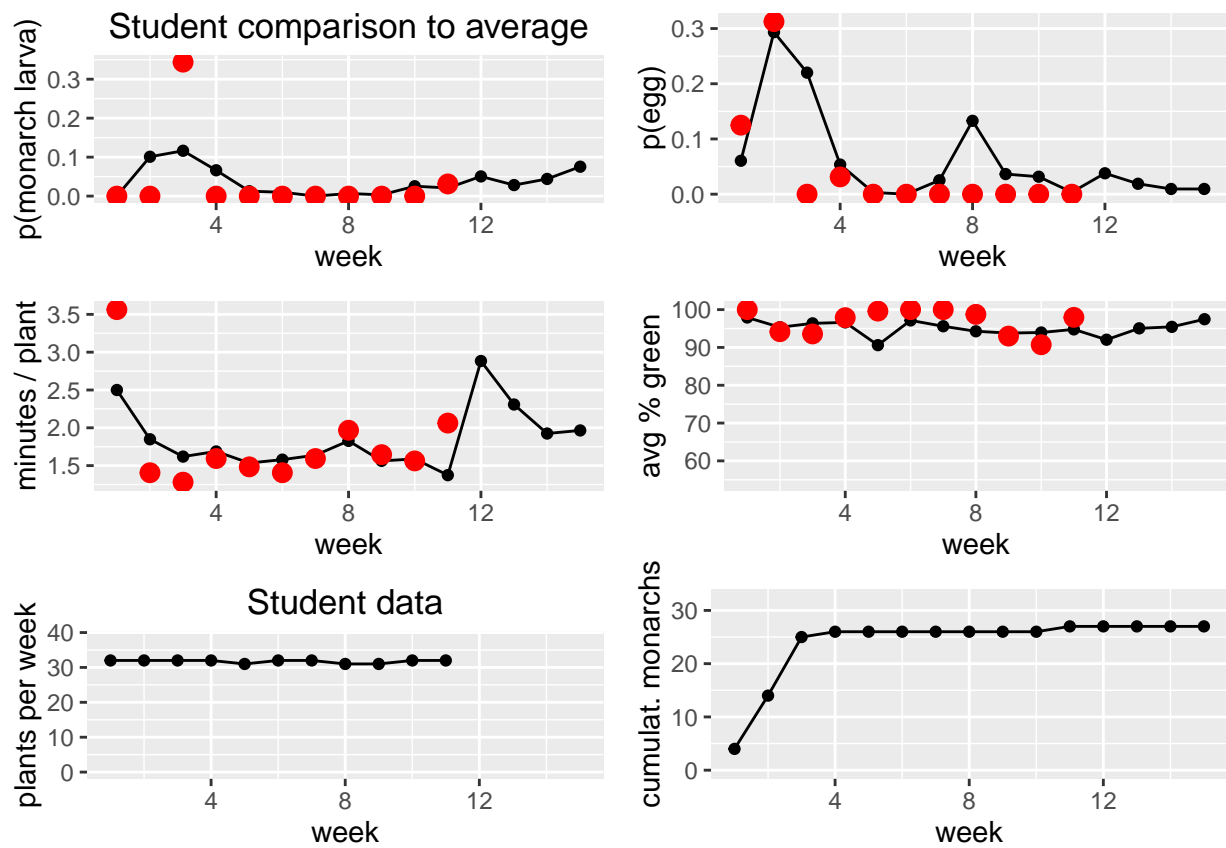 Student comparison to average
p(monarch larva)
0.3
0.2
0.1
0.0
4 8 12
week
p(egg)
0.3
0.2
0.1
0.0
4 8 12
week
minutes / plant
3.5
3.0
2.5
2.0
1.5
4 8 12
week
avg % green
100
90
80
70
60
4 8 12
week
Student data
plants per week
40
30
20
10
0
4 8 12
week
cumulat. monarchs
30
20
10
0
4 8 12
week